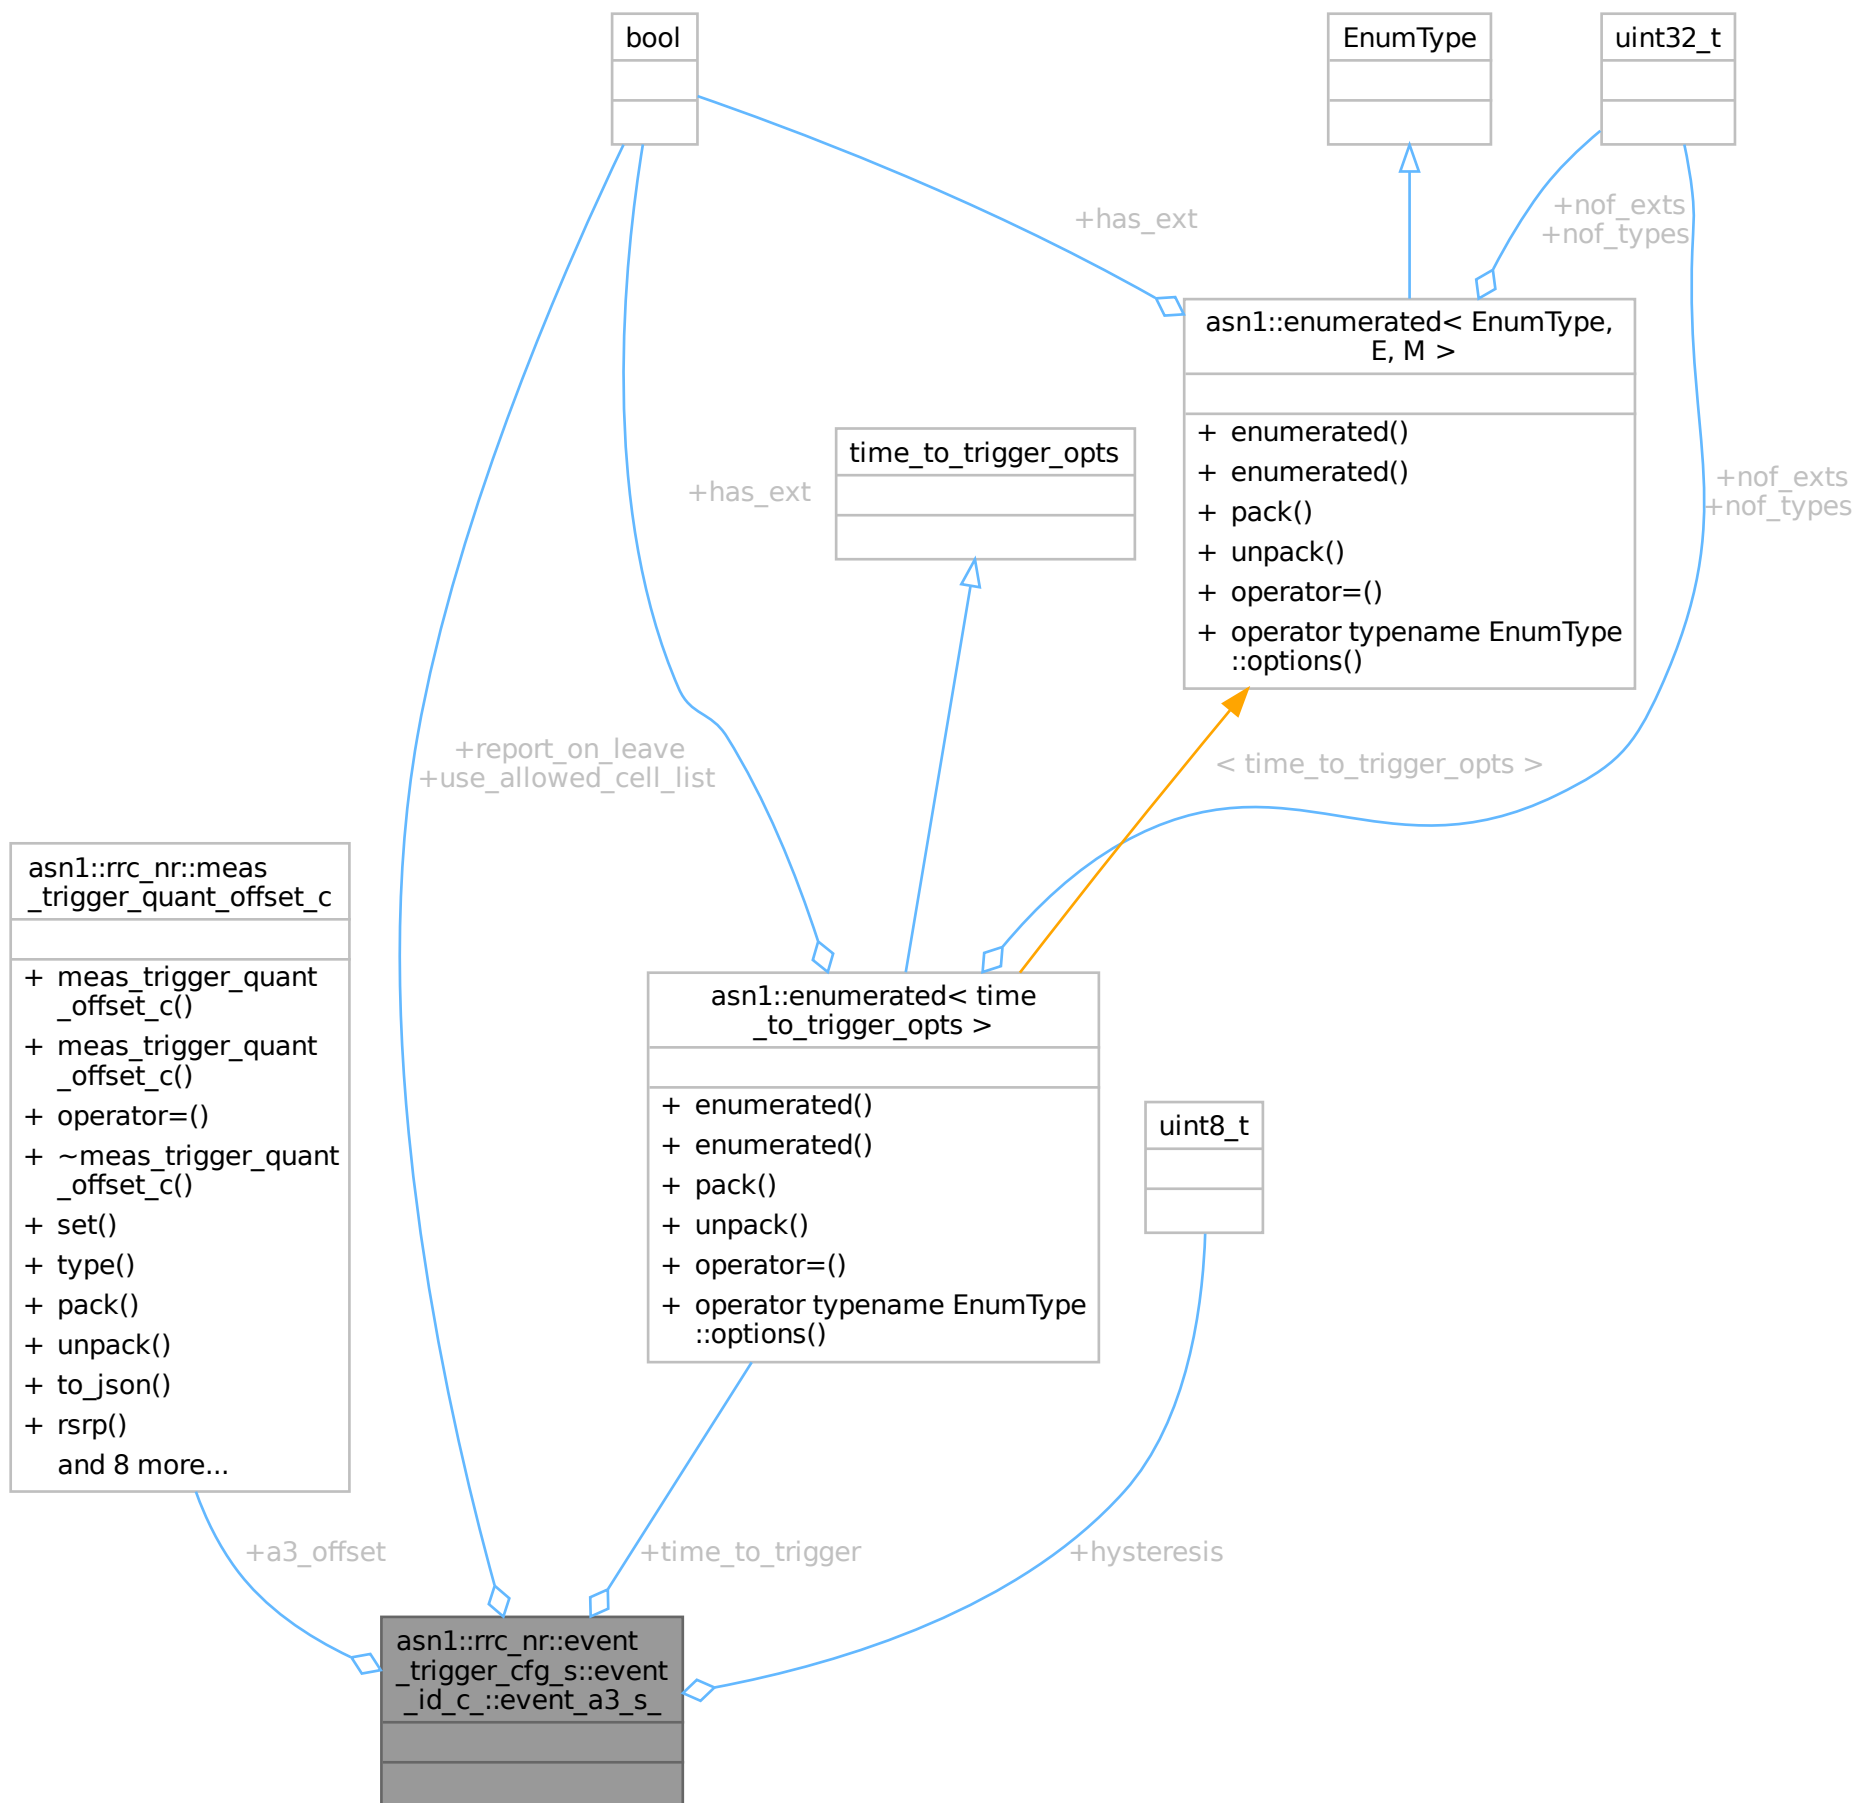 bool
EnumType
uint32_t
+has_ext
+nof_exts
+nof_types
asn1::enumerated< EnumType,
E, M >
+ enumerated()
+ enumerated()
+ pack()
+ unpack()
+ operator=()
+ operator typename EnumType
::options()
time_to_trigger_opts
+has_ext
+nof_exts
+nof_types
+report_on_leave
+use_allowed_cell_list
< time_to_trigger_opts >
asn1::rrc_nr::meas
_trigger_quant_offset_c
+ meas_trigger_quant
_offset_c()
+ meas_trigger_quant
_offset_c()
+ operator=()
+ ~meas_trigger_quant
_offset_c()
+ set()
+ type()
+ pack()
+ unpack()
+ to_json()
+ rsrp()
and 8 more...
asn1::enumerated< time
_to_trigger_opts >
+ enumerated()
+ enumerated()
+ pack()
+ unpack()
+ operator=()
+ operator typename EnumType
::options()
uint8_t
+a3_offset
+time_to_trigger
+hysteresis
asn1::rrc_nr::event
_trigger_cfg_s::event
_id_c_::event_a3_s_